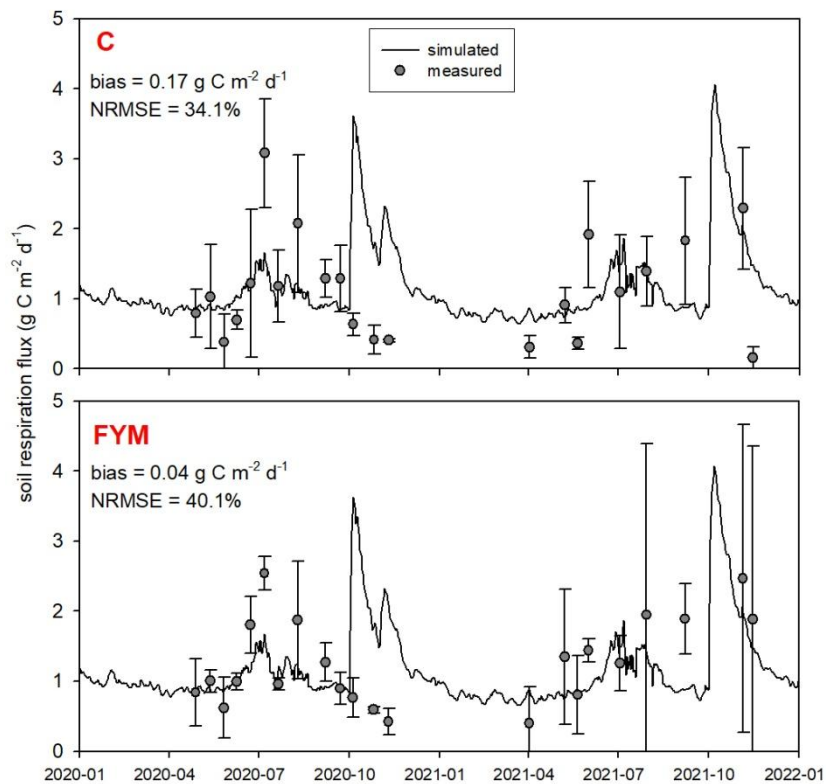 5
C
simulated
measured
bias = 0.17 g C m⁻² d⁻¹
4
NRMSE = 34.1%
3
2
1
0
soil respiration flux (g C m⁻² d⁻¹)
5
FYM
bias = 0.04 g C m⁻² d⁻¹
4
NRMSE = 40.1%
3
2
1
0
2020-01 2020-04 2020-07 2020-10 2021-01 2021-04 2021-07 2021-10 2022-01